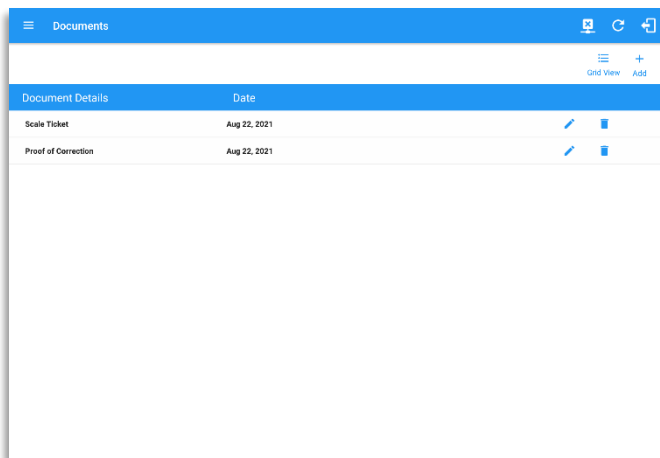 Documents
Grid View Add
Document Details Date
Scale Ticket Aug 22, 2021
Proof of Correction Aug 22, 2021